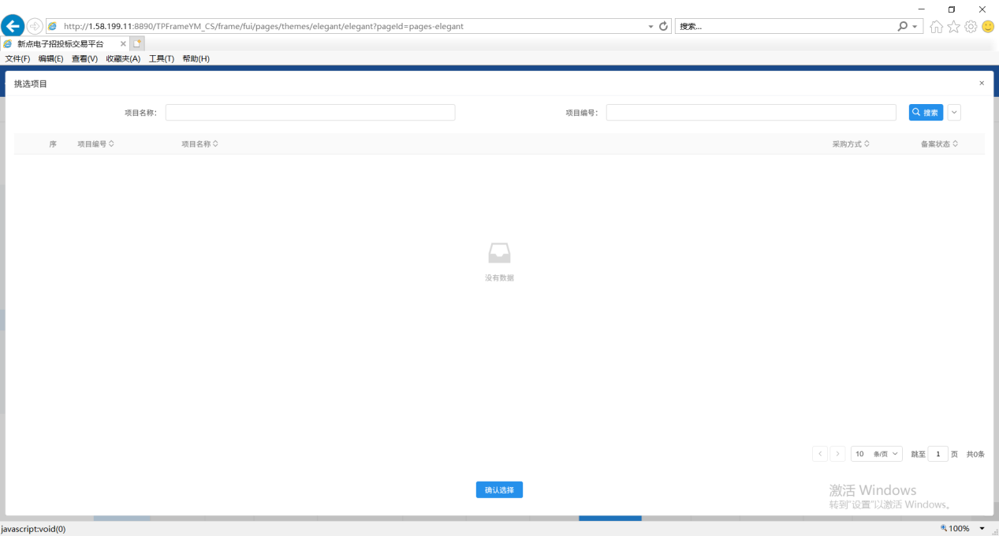 http://1.58.199.11:8890/TPFrameYM_CS/frame/fui/pages/themes/elegant/elegant?pageId=pages-elegant
搜索...
新点电子招投标交易平台
文件(F) 编辑(E) 查看(V) 收藏夹(A) 工具(T) 帮助(H)
挑选项目
项目名称： 项目编号： 搜索
序 项目编号 项目名称 采购方式 备案状态
没有数据
10 条/页 跳至 1 页 共0条
确认选择
激活 Windows
转到"设置"以激活 Windows。
javascript:void(0) 100%